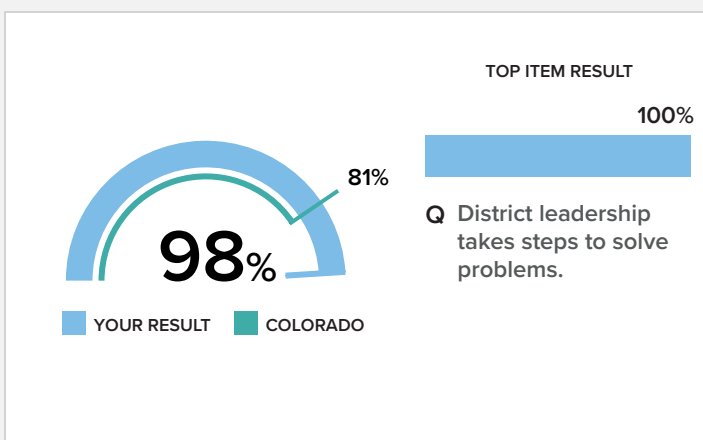 TOP ITEM RESULT
100%
81%
98%
Q District leadership
takes steps to solve
problems.
YOUR RESULT
COLORADO